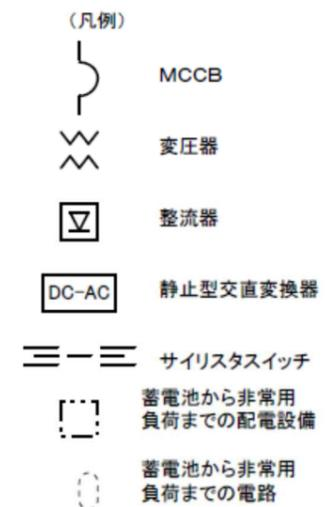 (凡例)
MCCB
変圧器
整流器
DC-AC
静止型交直変換器
サイリスタスイッチ
蓄電池から非常用
負荷までの配電設備
蓄電池から非常用
負荷までの電路